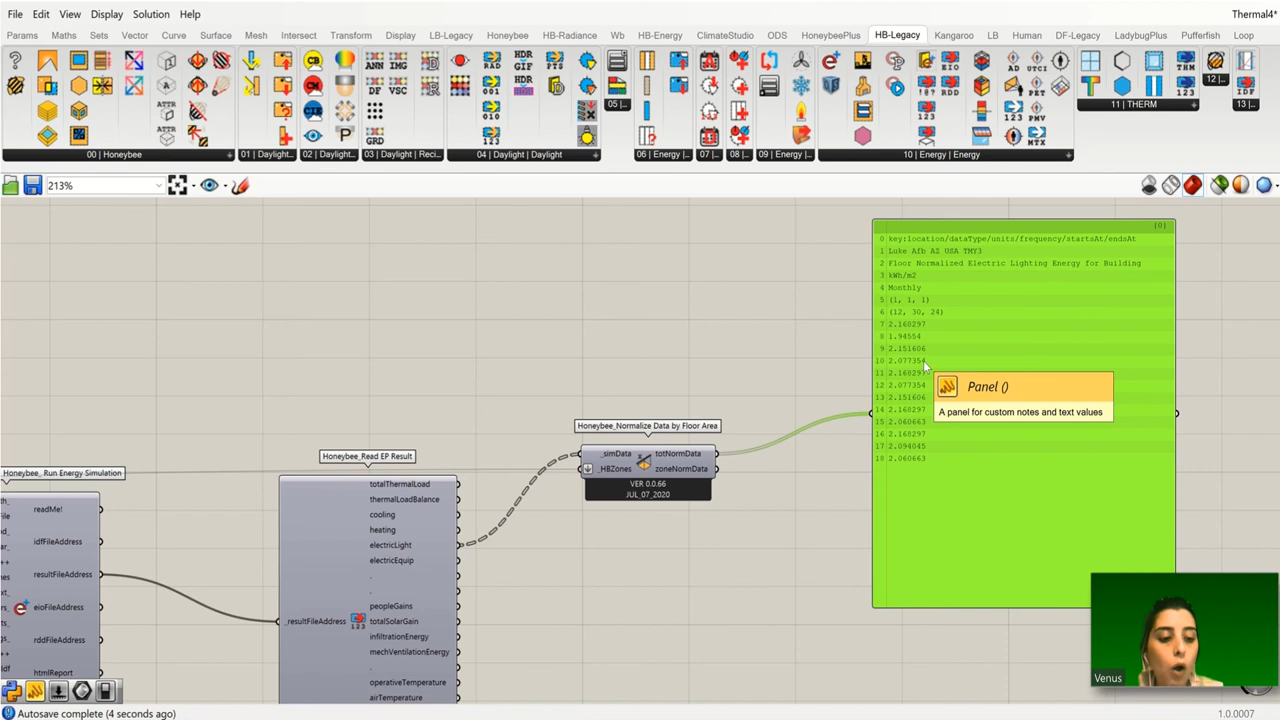 File Edit View Display Solution Help
Thermal4*
Params Maths Sets Vector Curve Surface Mesh Intersect Transform Display LB-Legacy Honeybee HB-Radiance Wb HB-Energy ClimateStudio ODS HoneybeePlus HB-Legacy Kangaroo LB Human DF-Legacy LadybugPlus Pufferfish Loop
00 | Honeybee
01 | Daylight...
02 | Daylight...
03 | Daylight | Reci...
04 | Daylight | Daylight
05 |..
06 | Energy |..
07 |..
08 |..
09 | Energy |..
10 | Energy | Energy
11 | THERM
12 |..
13 |..
213%
{0}
0 key:location/dataType/units/frequency/startsAt/endsAt
1 Luke Afb AZ USA TMY3
2 Floor Normalized Electric Lighting Energy for Building
3 kWh/m2
4 Monthly
5 (1, 1, 1)
6 (12, 30, 24)
7 2.168297
8 1.94554
9 2.151606
10 2.077354
11 2.168297
12 2.077354
13 2.151606
14 2.168297
15 2.060663
16 2.168297
17 2.094045
18 2.060663
Panel ()
A panel for custom notes and text values
Honeybee_Normalize Data by Floor Area
_simData
_HBZones
totNormData
zoneNormData
VER 0.0.66
JUL_07_2020
Honeybee_Read EP Result
_resultFileAddress
totalThermalLoad
thermalLoadBalance
cooling
heating
electricLight
electricEquip
.
.
peopleGains
totalSolarGain
infiltrationEnergy
mechVentilationEnergy
.
operativeTemperature
airTemperature
Honeybee_ Run Energy Simulation
readMe!
idfFileAddress
resultFileAddress
eioFileAddress
rddFileAddress
htmlReport
Venus
Autosave complete (4 seconds ago)
1.0.0007